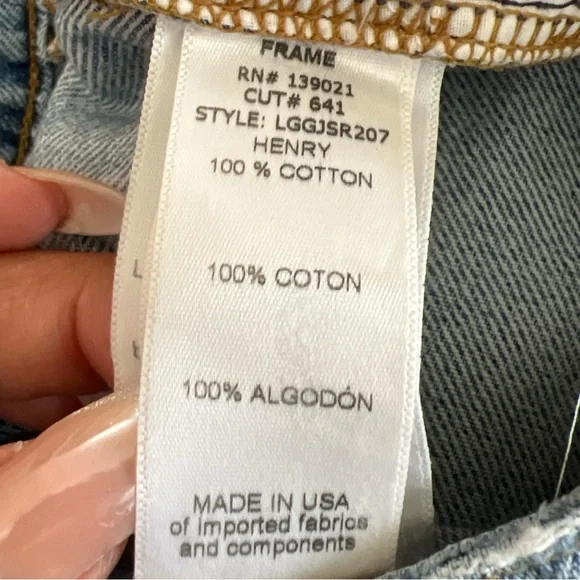 FRAME
RN# 139021
CUT# 641
STYLE: LGGJSR207
HENRY
100 % COTTON
100% COTON
100% ALGODÓN
MADE IN USA
of imported fabrics
and components